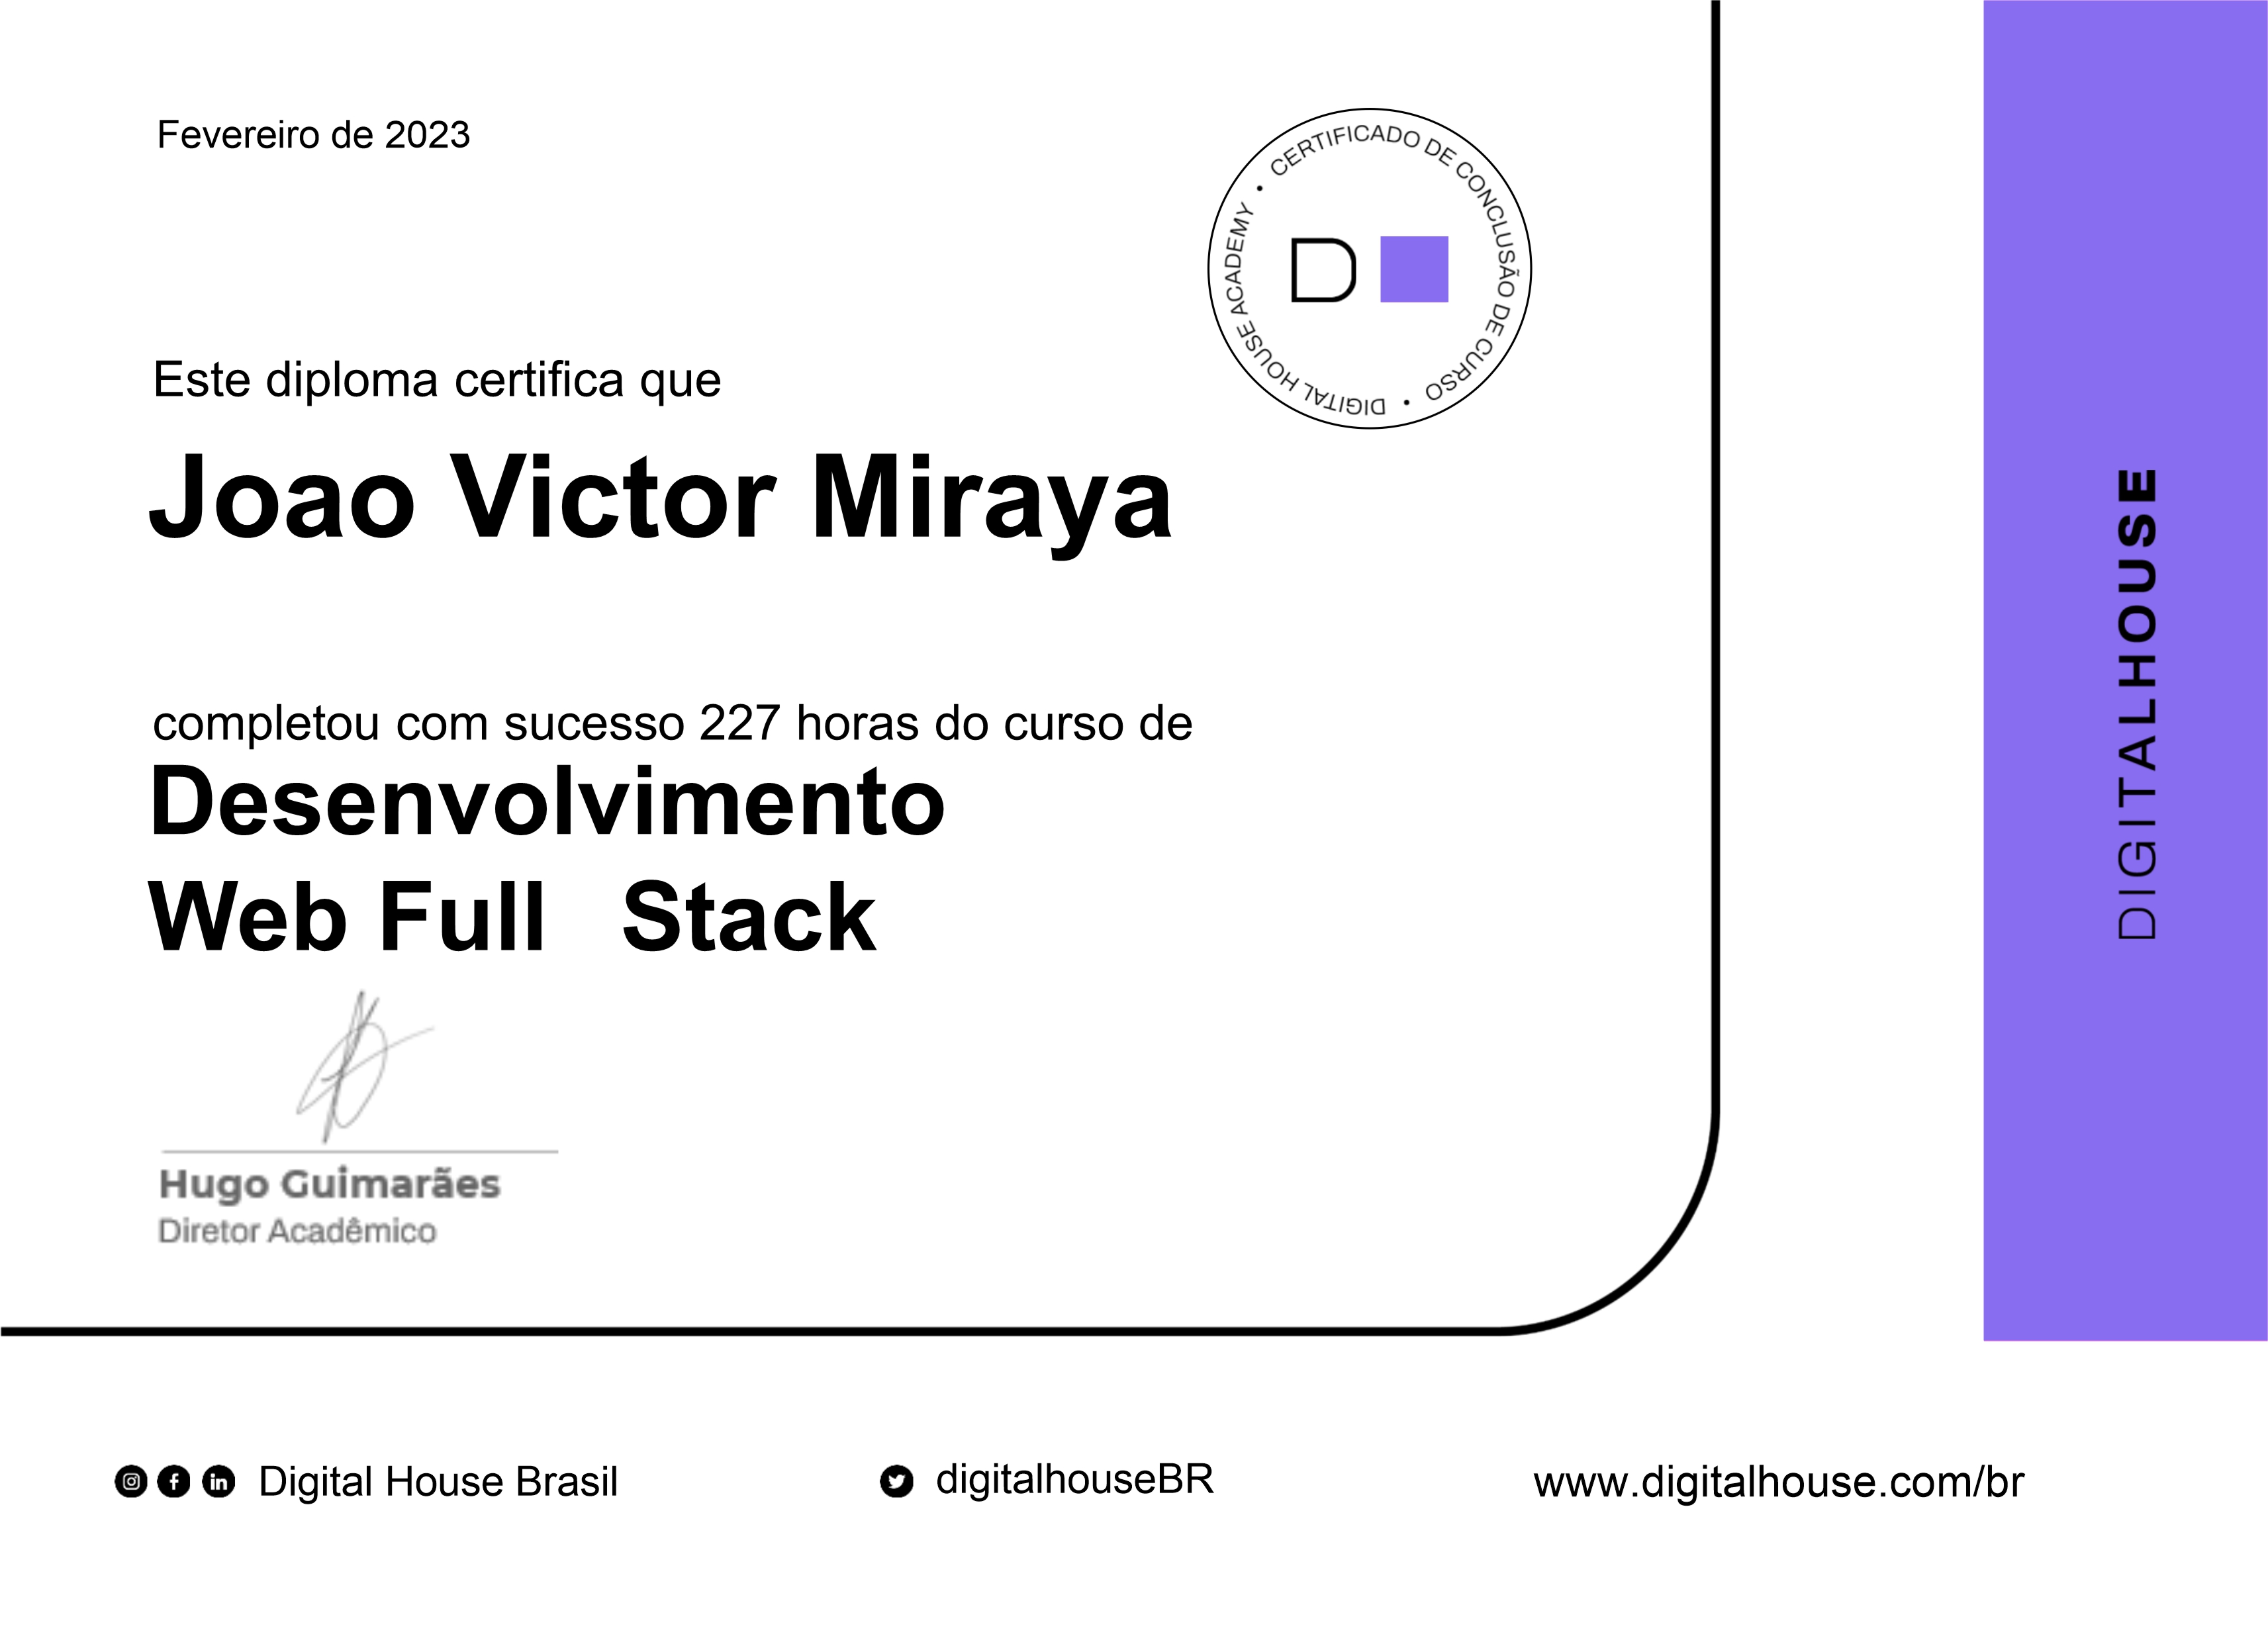 Fevereiro de 2023
CERTIFICADO DE CONCLUSÃO DE CURSO • DIGITAL HOUSE ACADEMY •
D
Este diploma certifica que
Joao Victor Miraya
completou com sucesso 227 horas do curso de
Desenvolvimento
Web Full Stack
Hugo Guimarães
Diretor Acadêmico
DIGITALHOUSE
Digital House Brasil
digitalhouseBR
www.digitalhouse.com/br